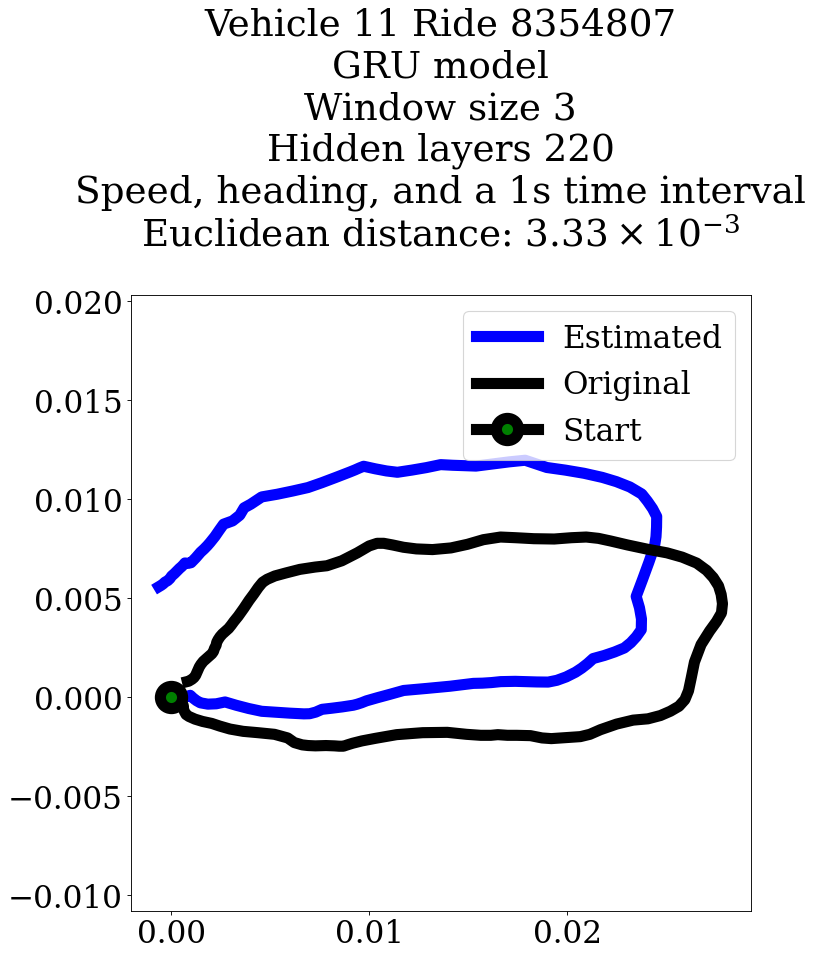 Vehicle 11 Ride 8354807
GRU model
Window size 3
Hidden layers 220
Speed, heading, and a 1s time interval
Euclidean distance: 3.33 × 10⁻³
0.020
0.015
0.010
0.005
0.000
−0.005
−0.010
Estimated
Original
Start
0.00 0.01 0.02